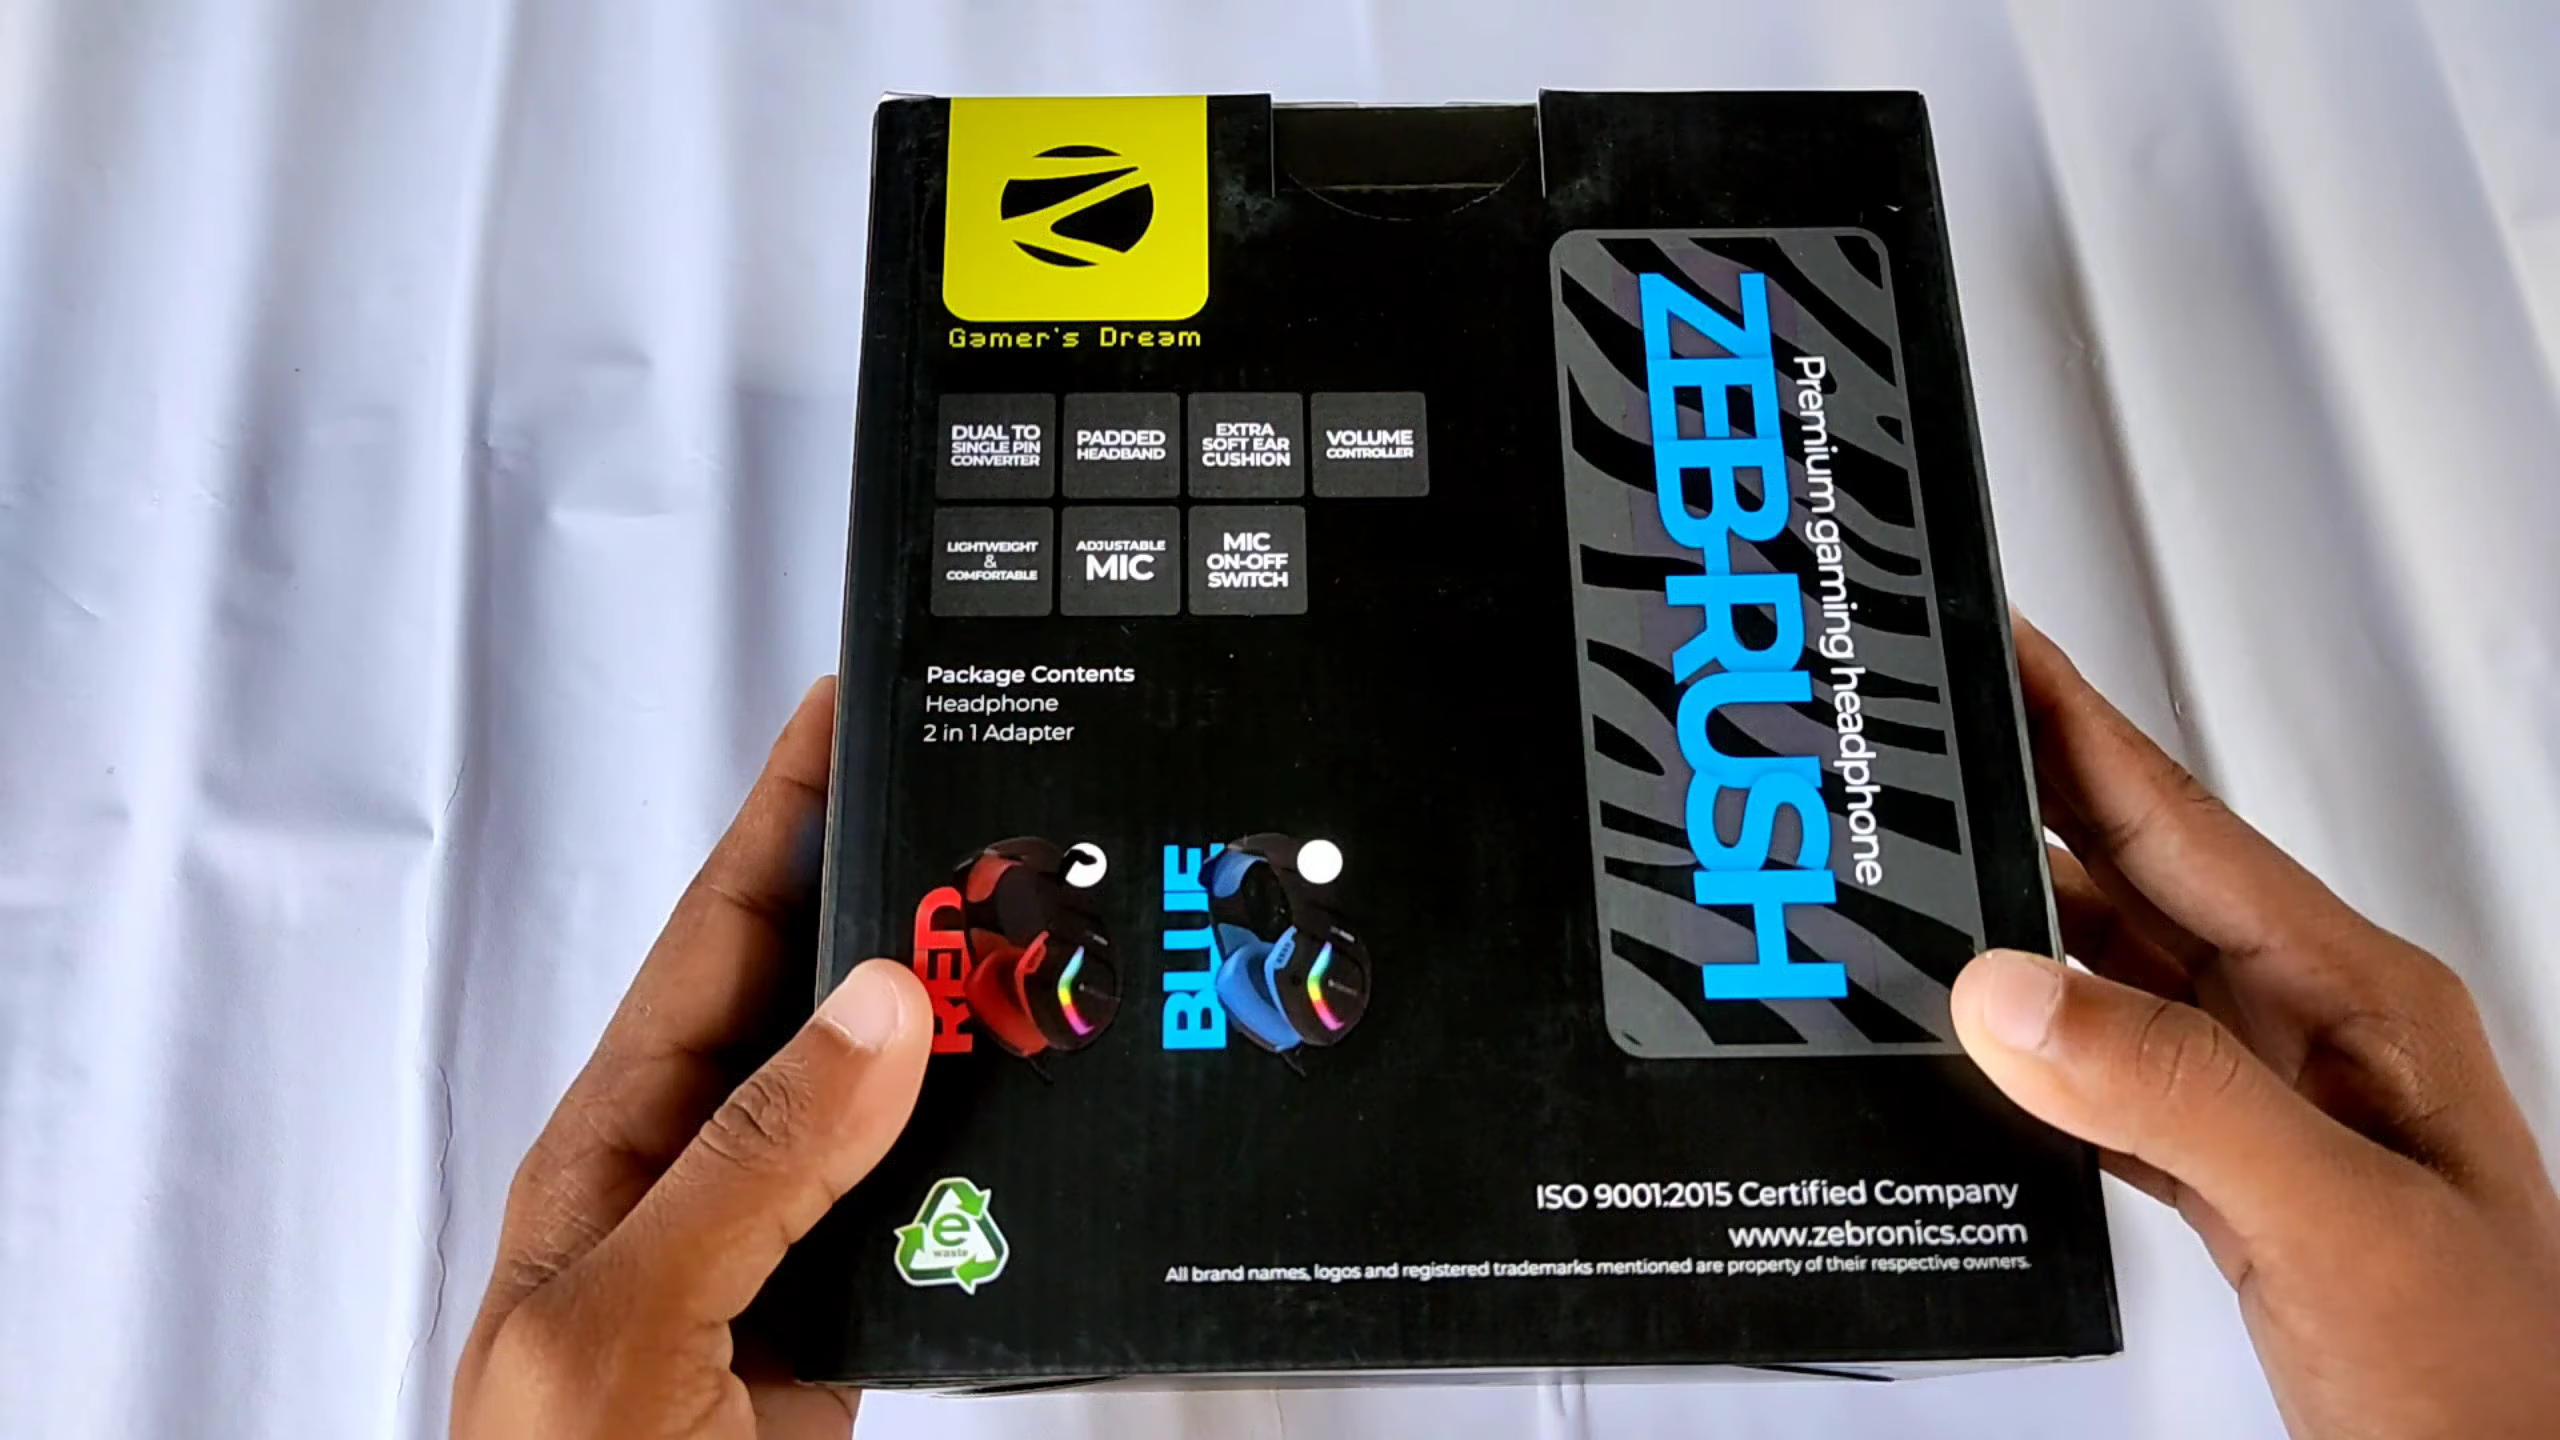 Gamer's Dream
DUAL TO
SINGLE PIN
CONVERTER
PADDED
HEADBAND
EXTRA
SOFT EAR
CUSHION
VOLUME
CONTROLLER
LIGHTWEIGHT
&
COMFORTABLE
ADJUSTABLE
MIC
MIC
ON-OFF
SWITCH
Package Contents
Headphone
2 in 1 Adapter
RED
BLUE
ZEB-RUSH
Premium gaming headphone
e
waste
ISO 9001:2015 Certified Company
www.zebronics.com
All brand names, logos and registered trademarks mentioned are property of their respective owners.